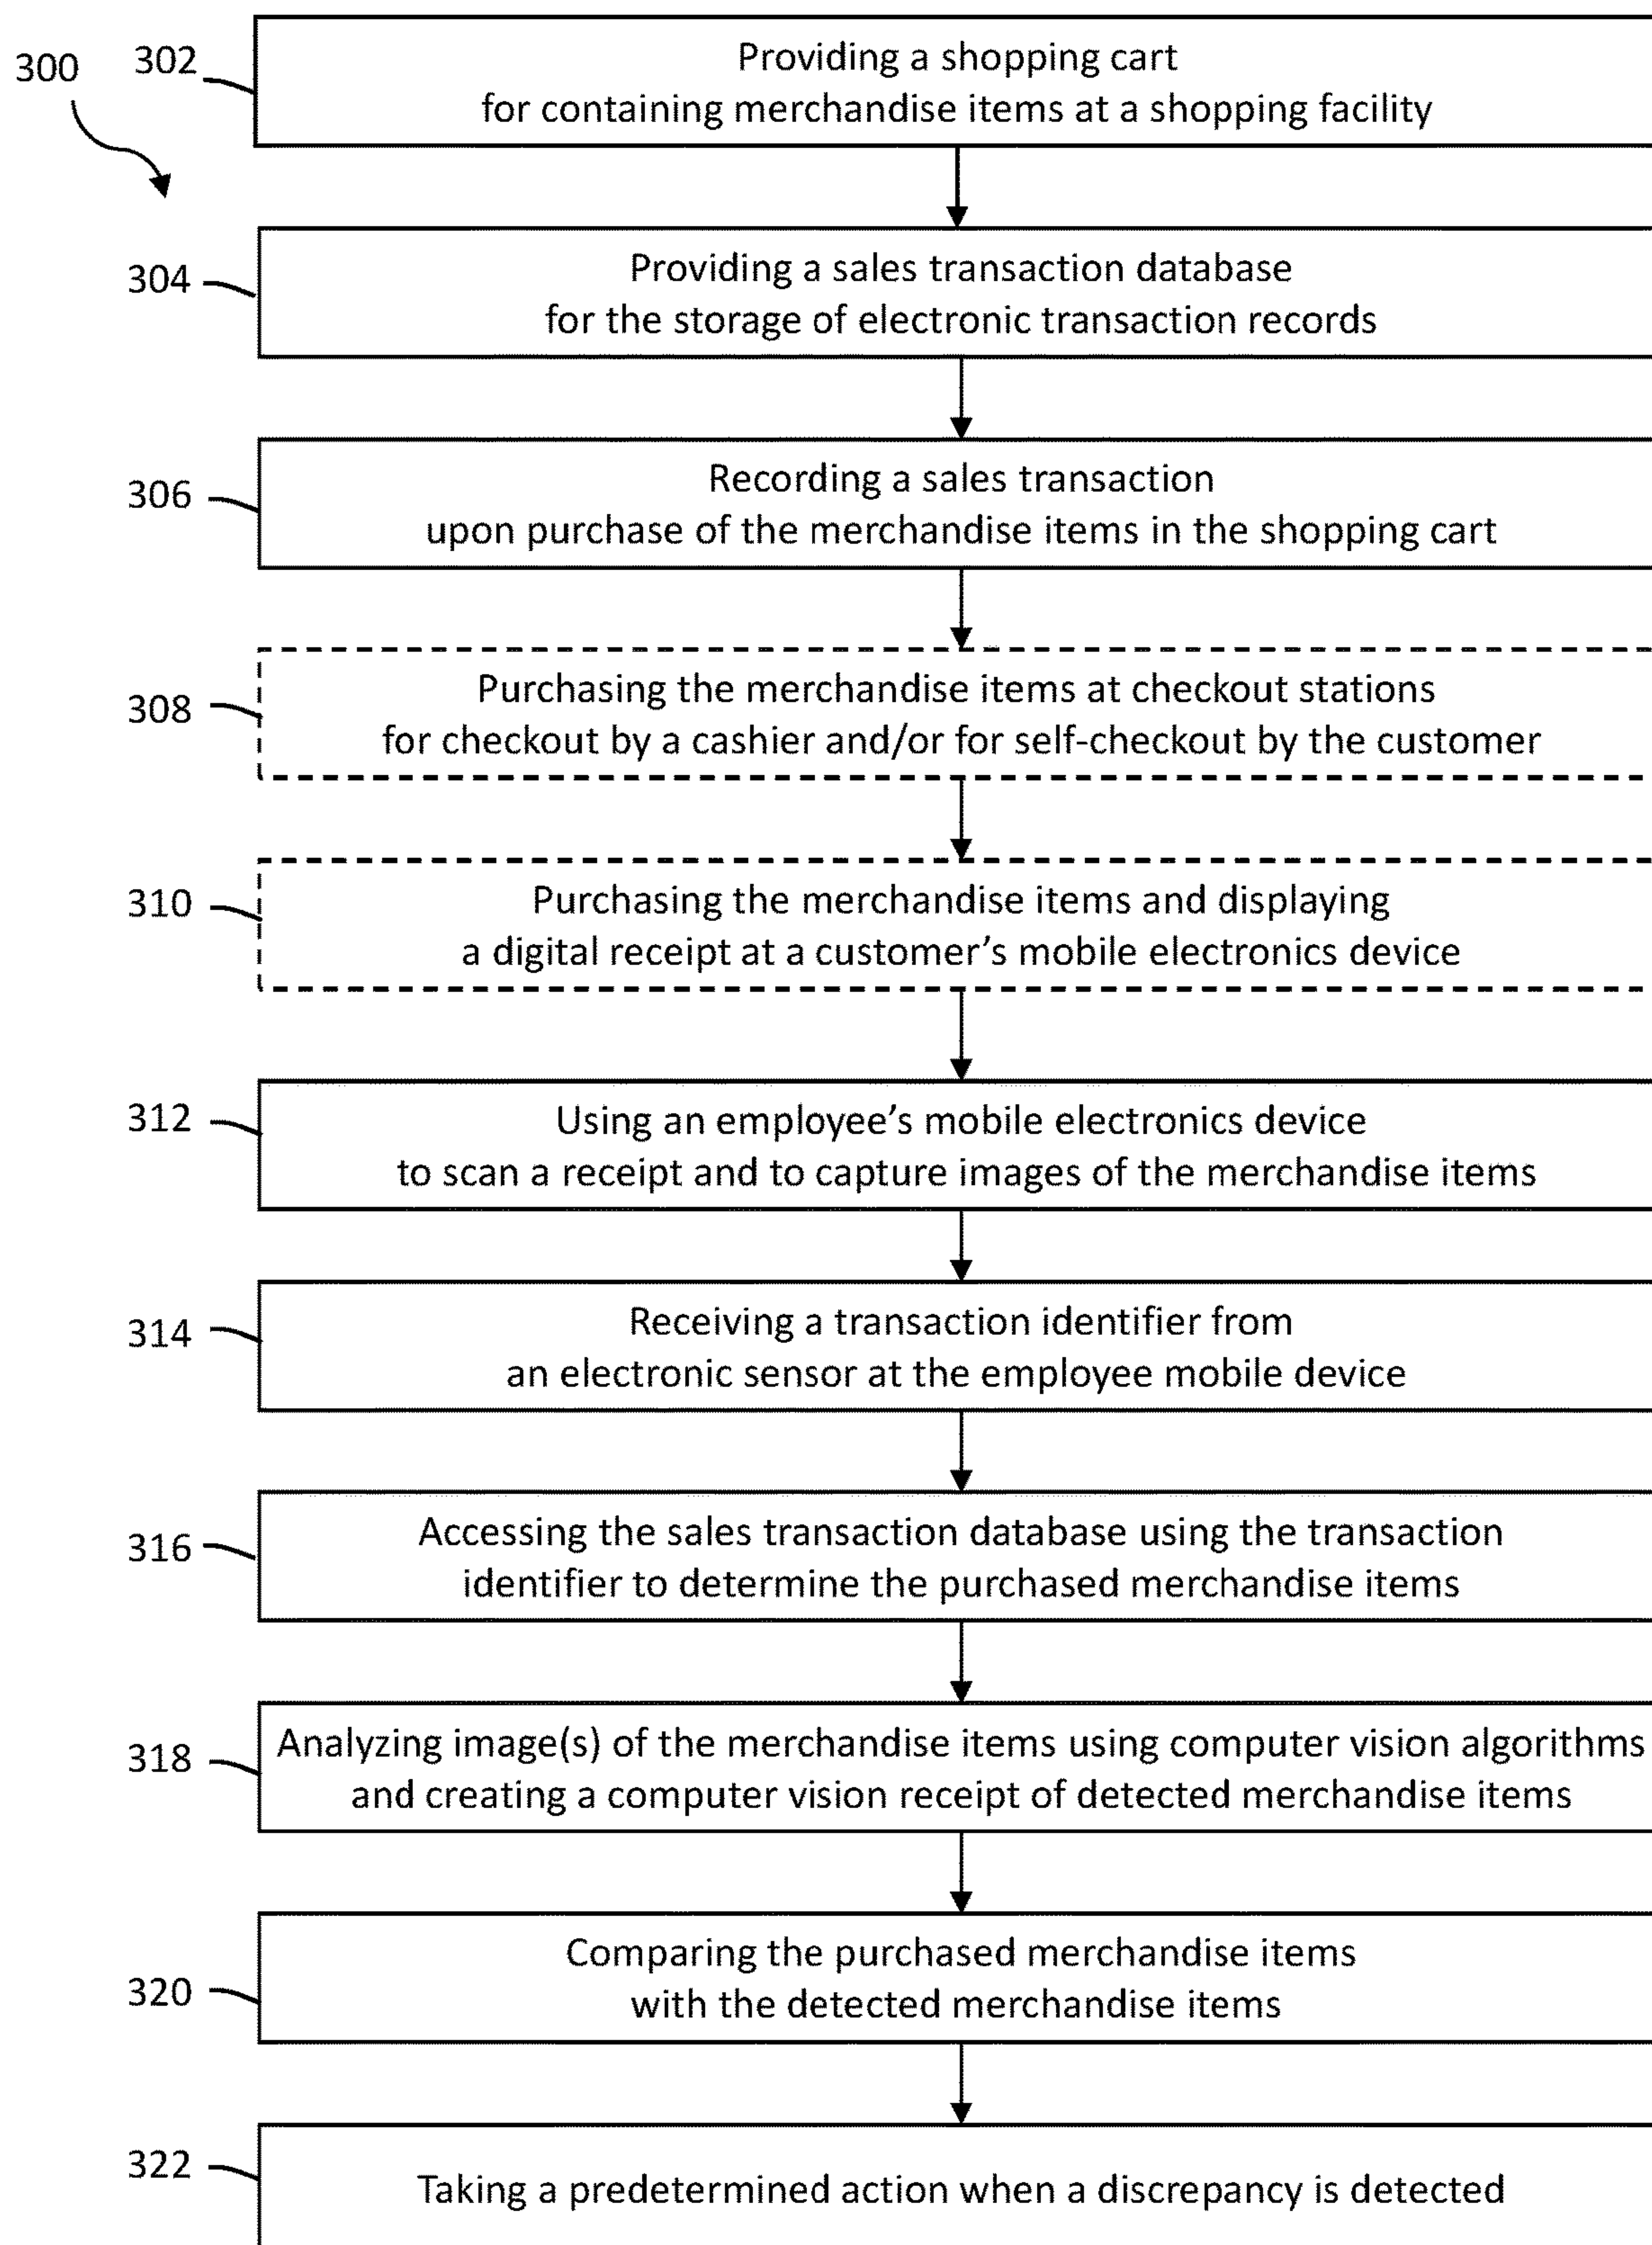 300
302
Providing a shopping cart
for containing merchandise items at a shopping facility
304
Providing a sales transaction database
for the storage of electronic transaction records
306
Recording a sales transaction
upon purchase of the merchandise items in the shopping cart
308
Purchasing the merchandise items at checkout stations
for checkout by a cashier and/or for self-checkout by the customer
310
Purchasing the merchandise items and displaying
a digital receipt at a customer's mobile electronics device
312
Using an employee's mobile electronics device
to scan a receipt and to capture images of the merchandise items
314
Receiving a transaction identifier from
an electronic sensor at the employee mobile device
316
Accessing the sales transaction database using the transaction
identifier to determine the purchased merchandise items
318
Analyzing image(s) of the merchandise items using computer vision algorithms
and creating a computer vision receipt of detected merchandise items
320
Comparing the purchased merchandise items
with the detected merchandise items
322
Taking a predetermined action when a discrepancy is detected